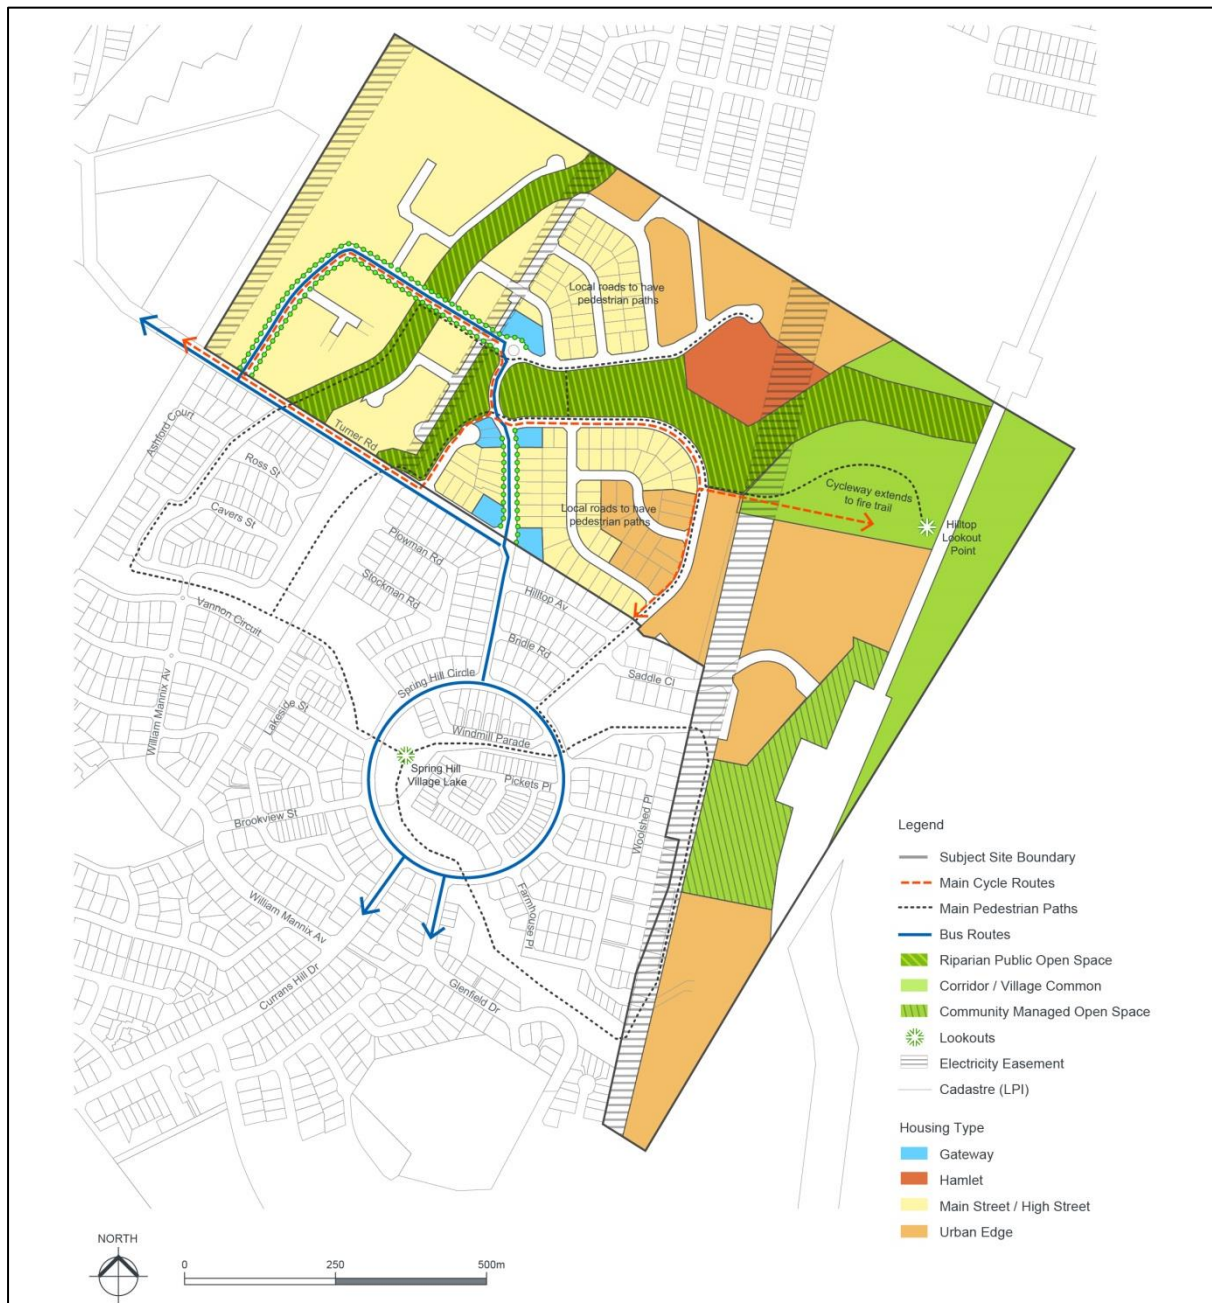 Local roads to have
pedestrian paths
Ashford Court
Turner Rd
Ross St
Cavers St
Local roads to have
pedestrian paths
Cycleway extends
to fire trail
Hilltop
Lookout
Point
Plowman Rd
Stockman Rd
Hilltop Av
Bridle Rd
Vannon Circuit
William Mannix Av
Lakeside St
Spring Hill Circle
Saddle Cl
Windmill Parade
Spring Hill
Village Lake
Pickets Pl
Woolshed Pl
Brookview St
William Mannix Av
Farmhouse Pl
Currans Hill Dr
Glenfield Dr
Legend
Subject Site Boundary
Main Cycle Routes
Main Pedestrian Paths
Bus Routes
Riparian Public Open Space
Corridor / Village Common
Community Managed Open Space
Lookouts
Electricity Easement
Cadastre (LPI)
Housing Type
Gateway
Hamlet
Main Street / High Street
Urban Edge
NORTH
0 250 500m